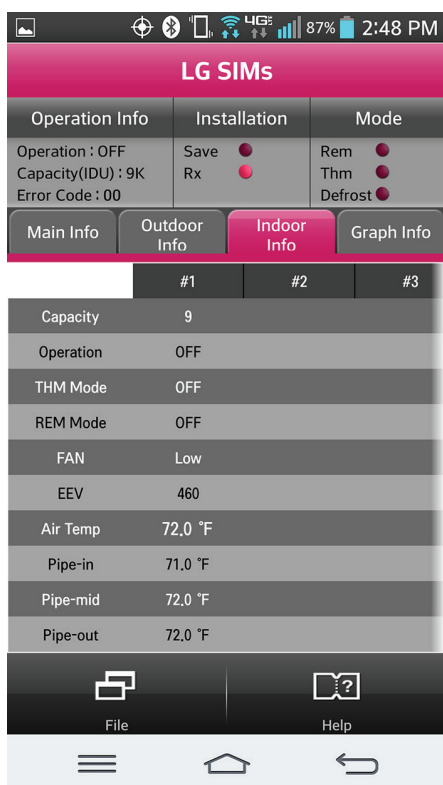 4G 87% 2:48 PM
LG SIMs
Operation Info Installation Mode
Operation : OFF Save Rem
Capacity(IDU) : 9K Rx Thm
Error Code : 00 Defrost
Main Info Outdoor Info Indoor Info Graph Info
#1 #2 #3
Capacity 9
Operation OFF
THM Mode OFF
REM Mode OFF
FAN Low
EEV 460
Air Temp 72.0 °F
Pipe-in 71.0 °F
Pipe-mid 72.0 °F
Pipe-out 72.0 °F
File Help